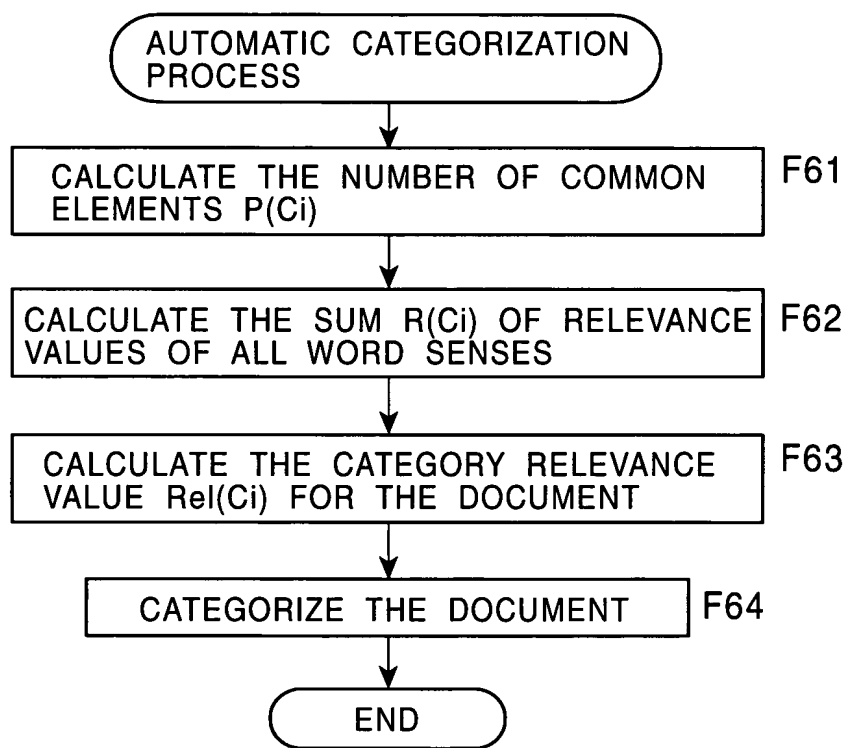 AUTOMATIC CATEGORIZATION
PROCESS
CALCULATE THE NUMBER OF COMMON
ELEMENTS P(Ci)
F61
CALCULATE THE SUM R(Ci) OF RELEVANCE
VALUES OF ALL WORD SENSES
F62
CALCULATE THE CATEGORY RELEVANCE
VALUE Rel(Ci) FOR THE DOCUMENT
F63
CATEGORIZE THE DOCUMENT
F64
END